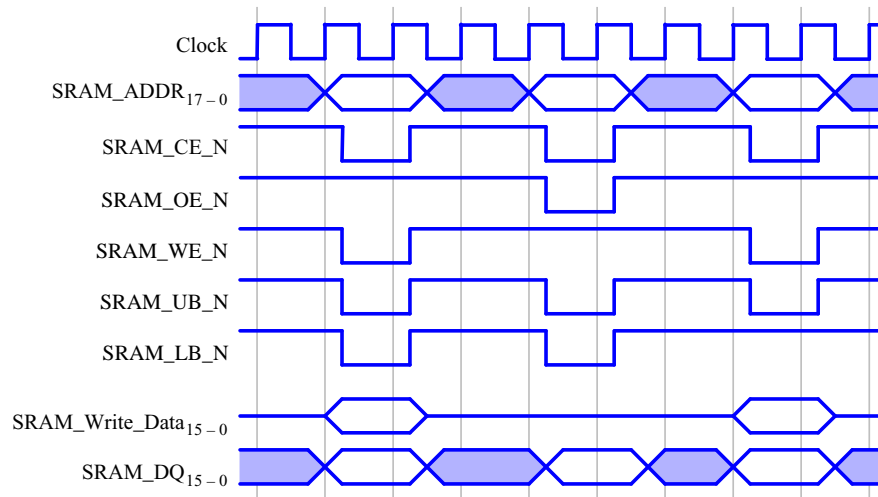 Clock
SRAM_ADDR17 – 0
SRAM_CE_N
SRAM_OE_N
SRAM_WE_N
SRAM_UB_N
SRAM_LB_N
SRAM_Write_Data15 – 0
SRAM_DQ15 – 0